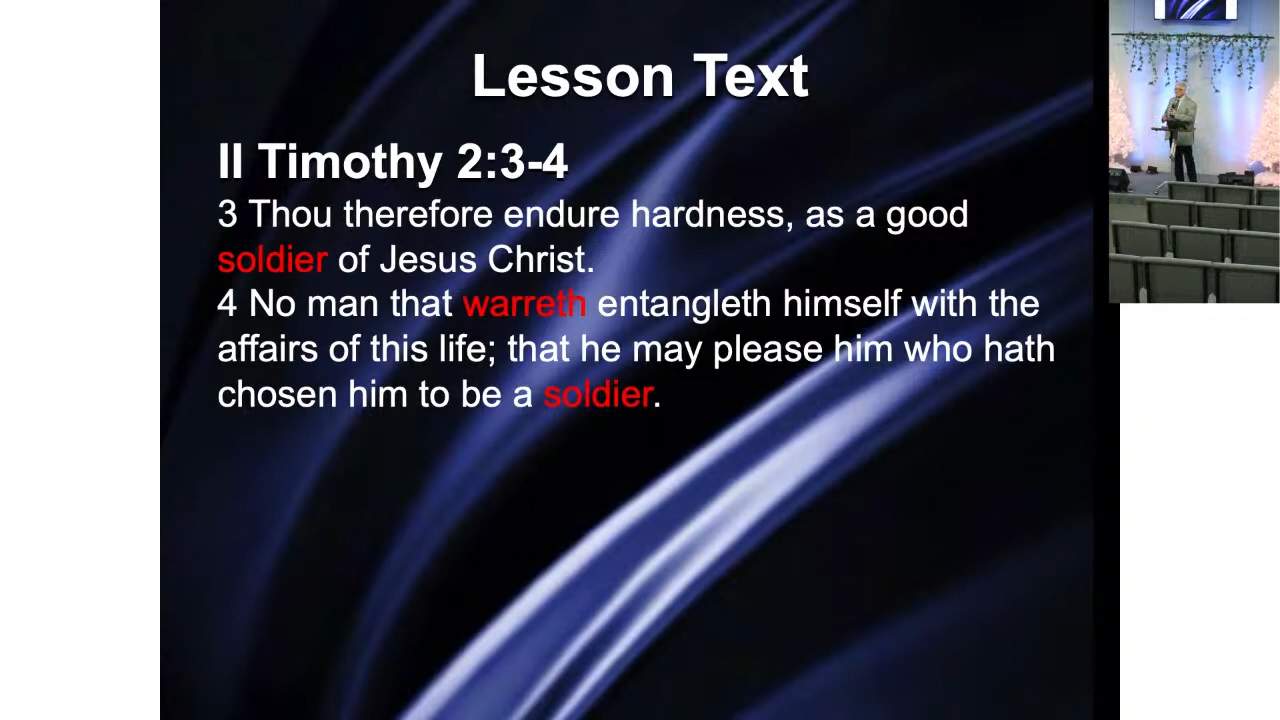 Lesson Text
II Timothy 2:3-4
3 Thou therefore endure hardness, as a good
soldier of Jesus Christ.
4 No man that warreth entangleth himself with the
affairs of this life; that he may please him who hath
chosen him to be a soldier.